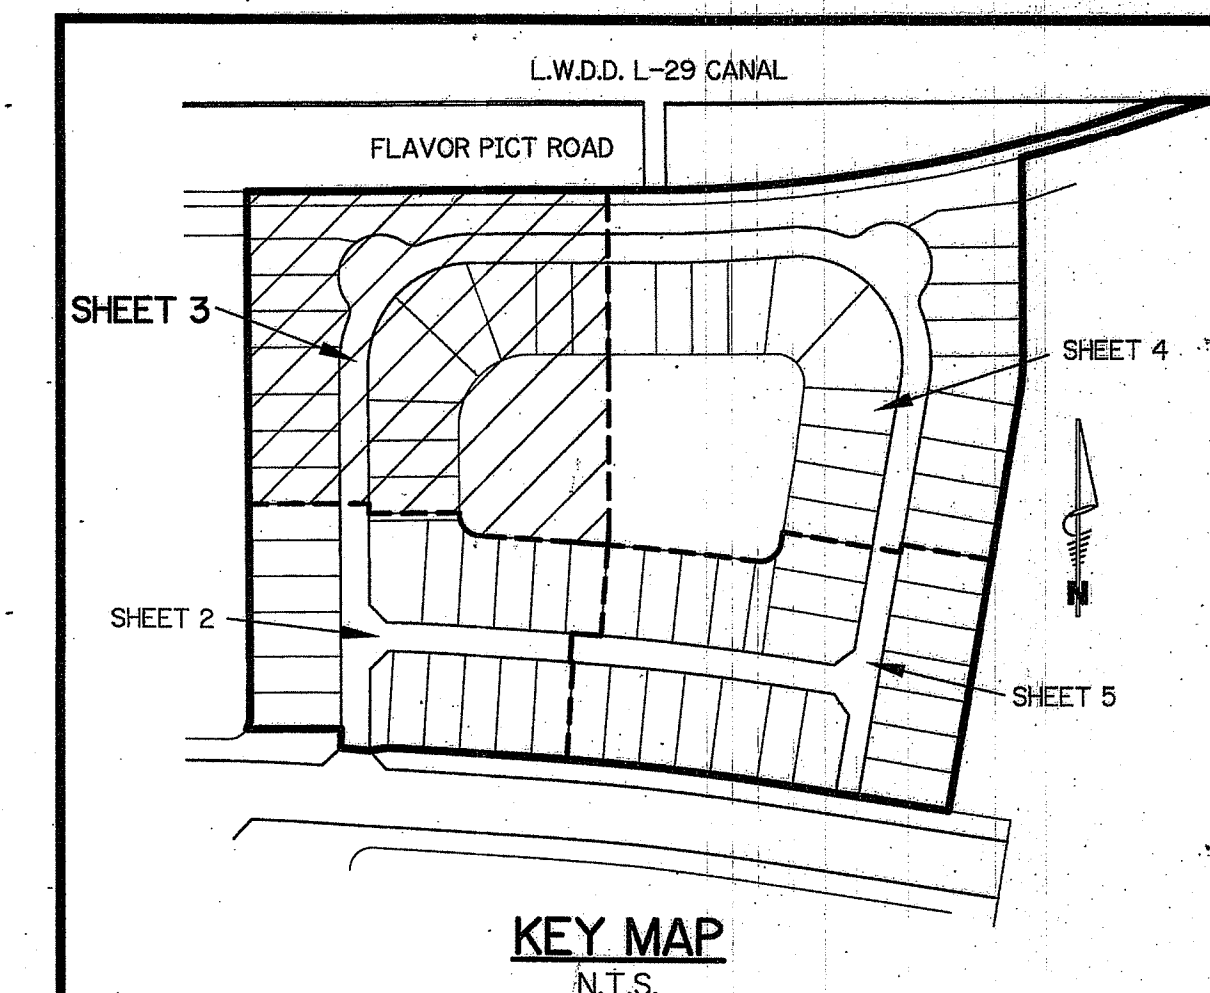 L.W.D.D. L-29 CANAL
FLAVOR PICT ROAD
SHEET 3
SHEET 4
N
SHEET 2
SHEET 5
KEY MAP
N.T.S.